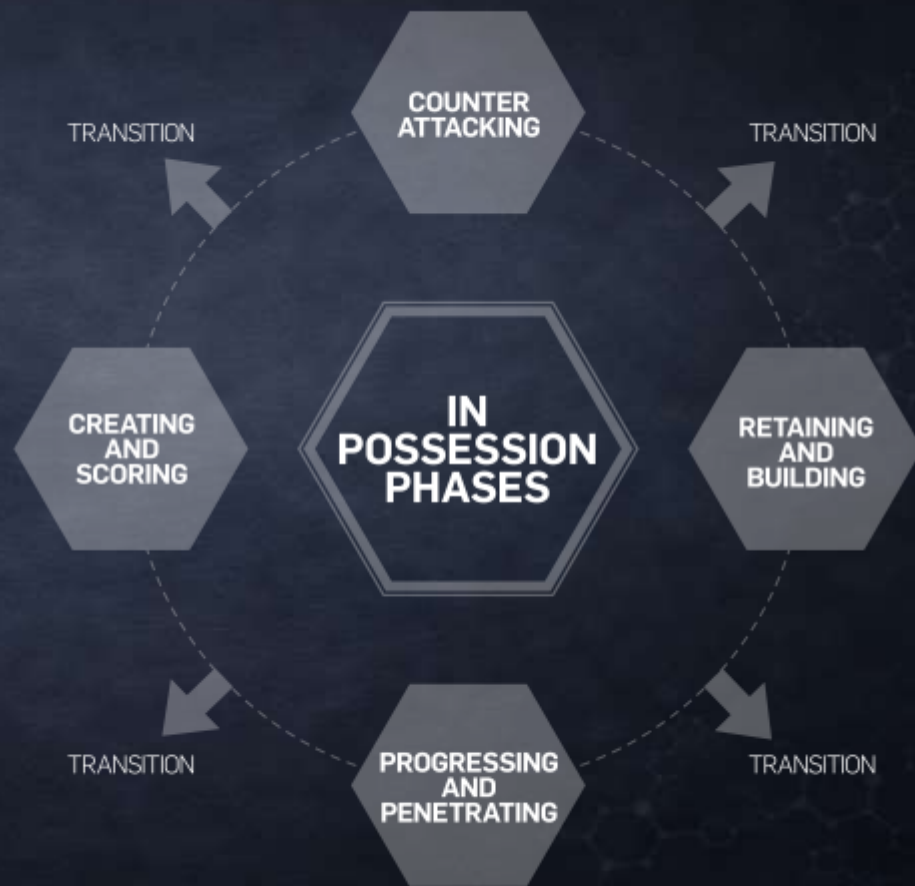 COUNTER
ATTACKING
TRANSITION
TRANSITION
CREATING
AND
SCORING
IN
POSSESSION
PHASES
RETAINING
AND
BUILDING
TRANSITION
PROGRESSING
AND
PENETRATING
TRANSITION